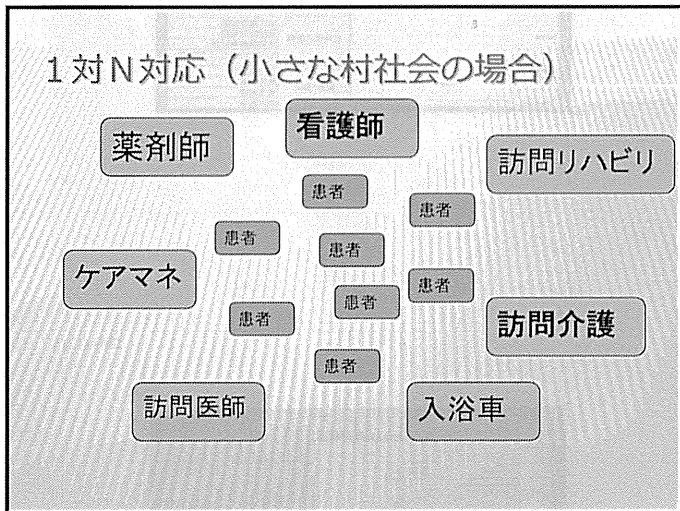 1対N対応（小さな村社会の場合）
看護師
薬剤師
訪問リハビリ
患者
患者
患者
患者
ケアマネ
患者
患者
患者
訪問介護
患者
訪問医師
入浴車